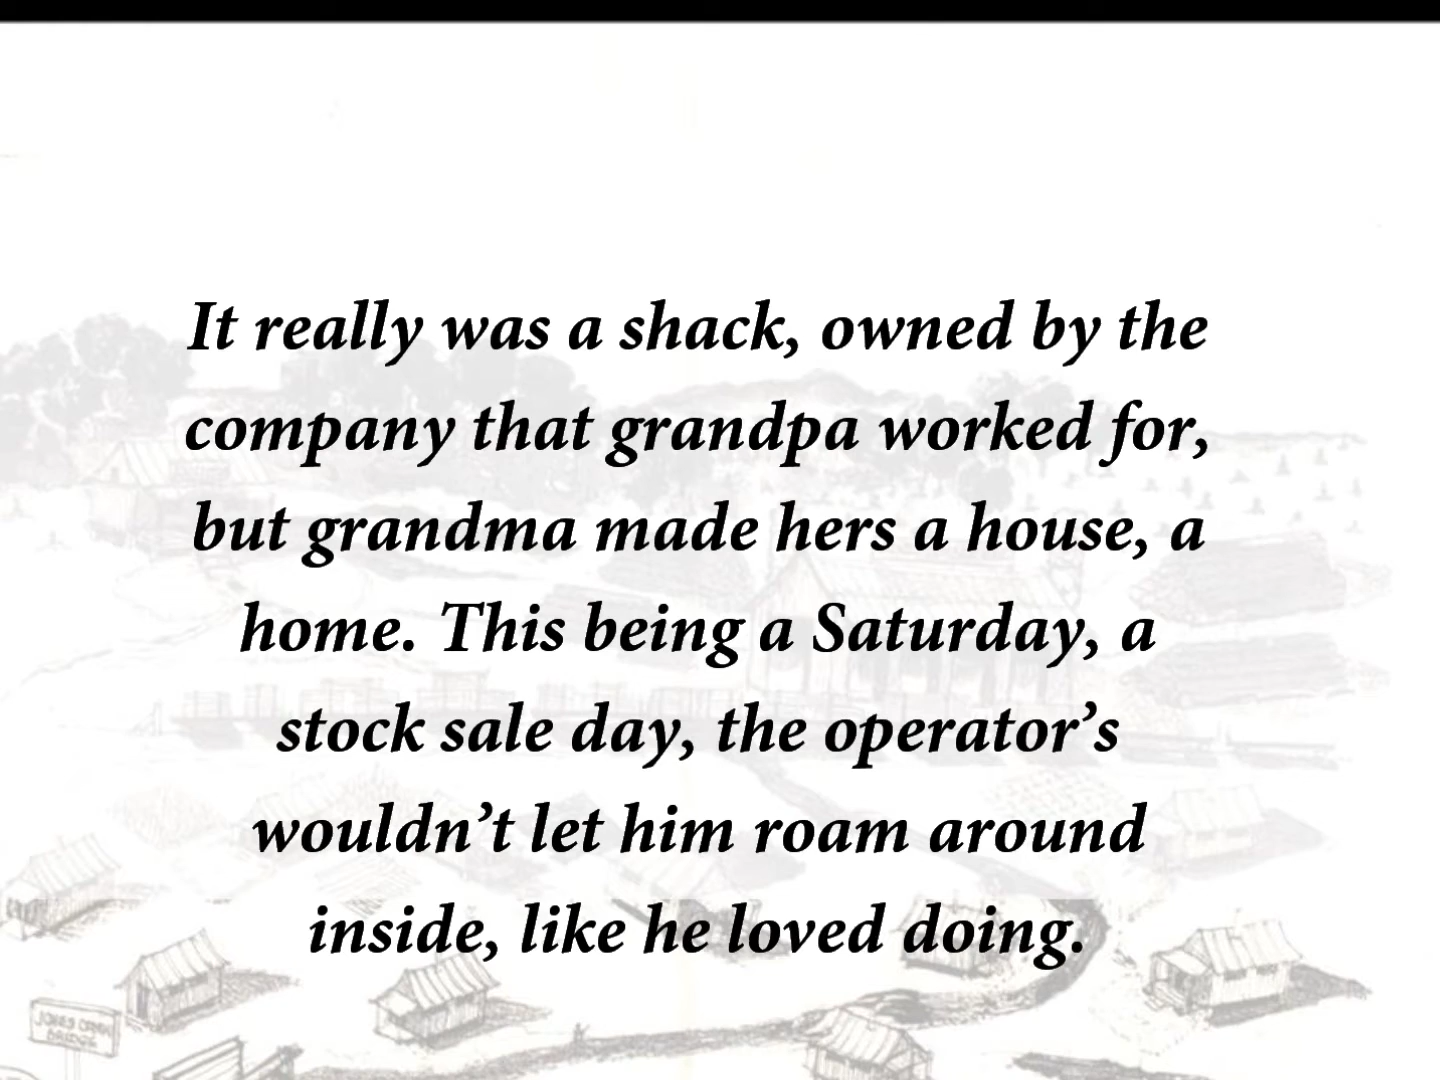 It really was a shack, owned by the
company that grandpa worked for,
but grandma made hers a house, a
home. This being a Saturday, a
stock sale day, the operator’s
wouldn’t let him roam around
inside, like he loved doing.